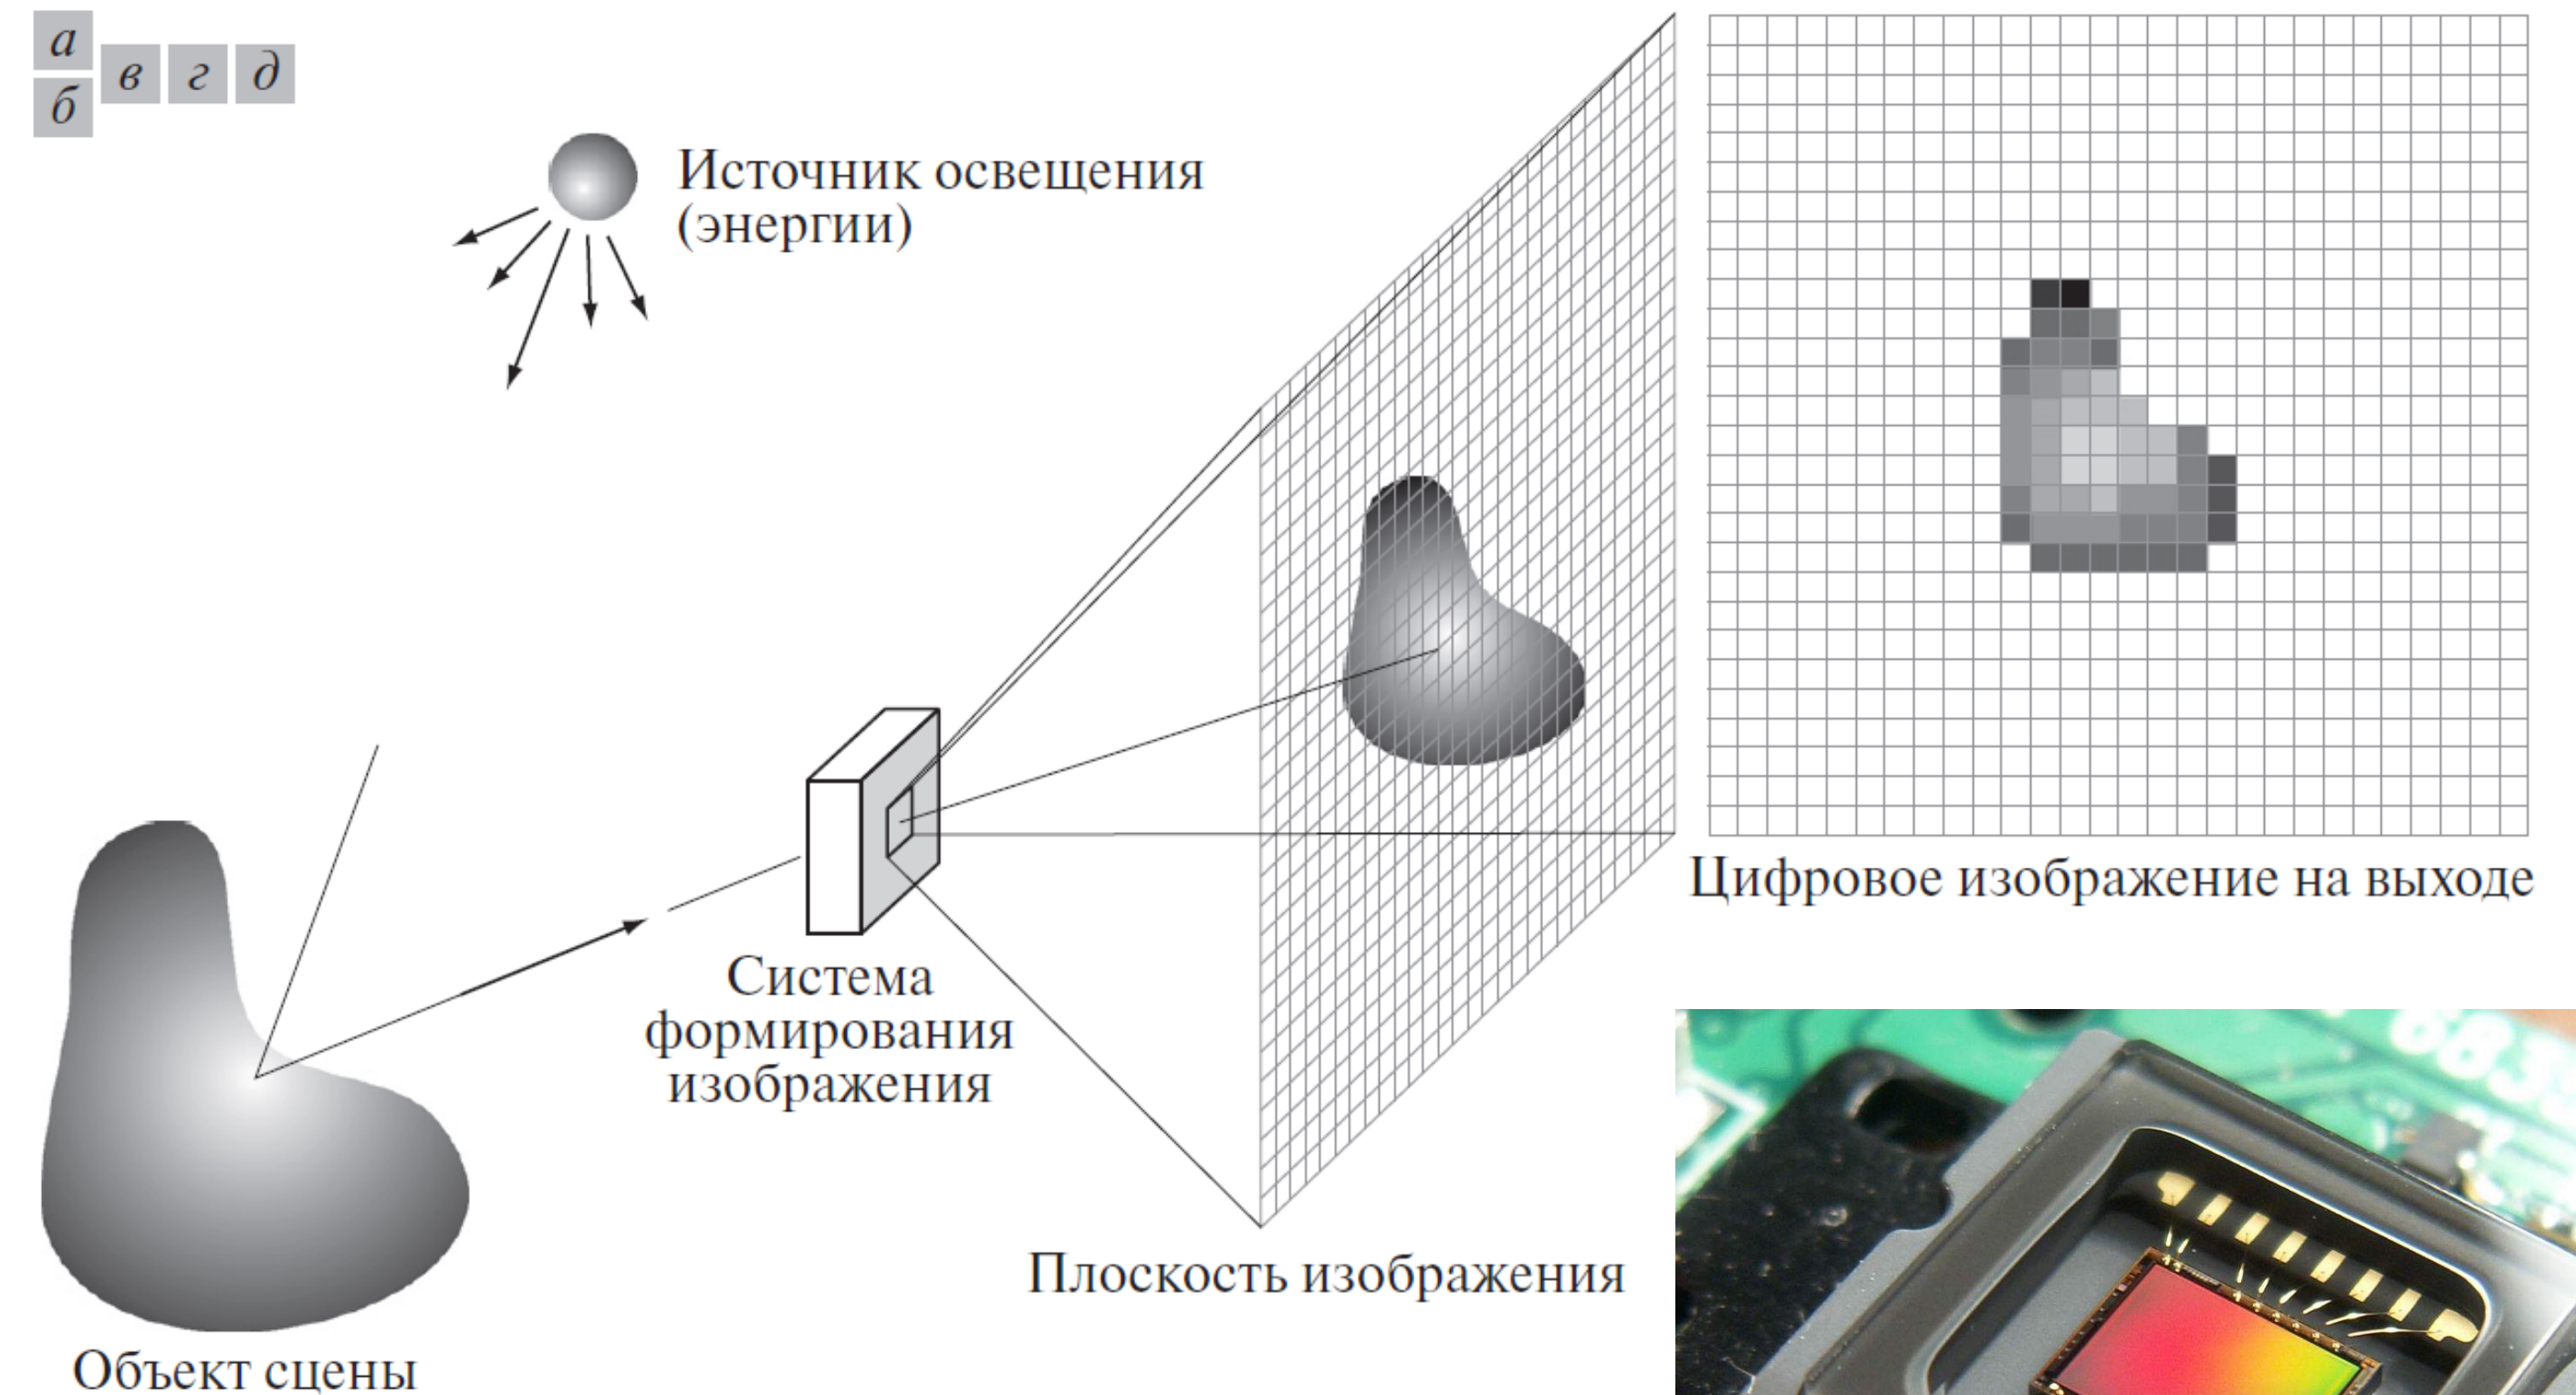 а
б
в г д
Источник освещения
(энергии)
Система
формирования
изображения
Объект сцены
Плоскость изображения
Цифровое изображение на выходе